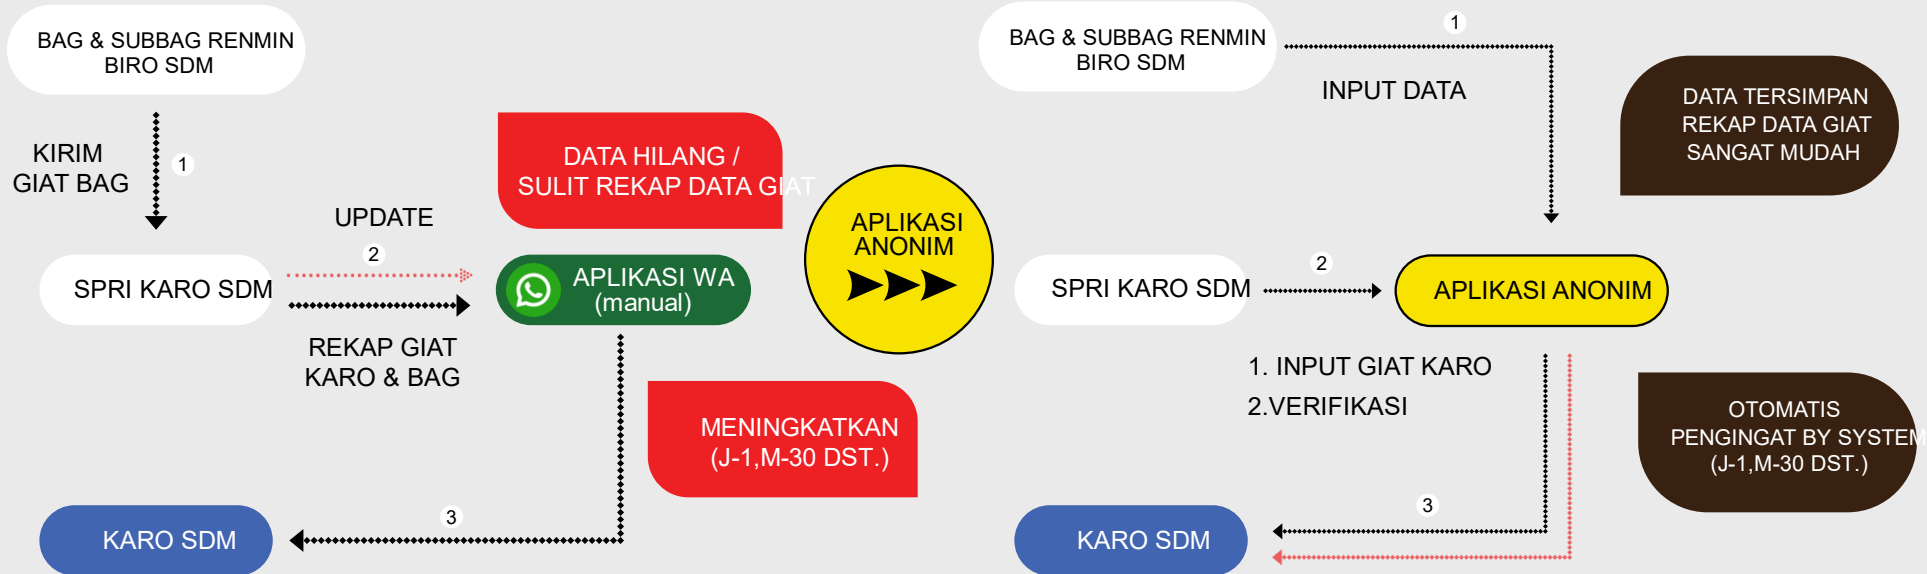 BAG & SUBBAG RENMIN
BIRO SDM
KIRIM
GIAT BAG
1
SPRI KARO SDM
UPDATE
2
REKAP GIAT
KARO & BAG
DATA HILANG /
SULIT REKAP DATA GIAT
APLIKASI WA
(manual)
MENINGKATKAN
(J-1,M-30 DST.)
3
KARO SDM
APLIKASI
ANONIM
BAG & SUBBAG RENMIN
BIRO SDM
1
INPUT DATA
DATA TERSIMPAN
REKAP DATA GIAT
SANGAT MUDAH
SPRI KARO SDM
2
APLIKASI ANONIM
1. INPUT GIAT KARO
2.VERIFIKASI
OTOMATIS
PENGINGAT BY SYSTEM
(J-1,M-30 DST.)
3
KARO SDM